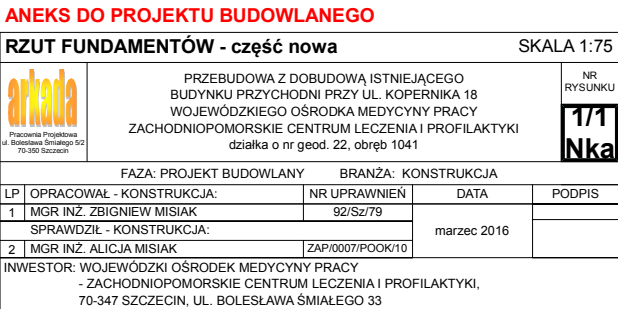 ANEKS DO PROJEKTU BUDOWLANEGO
RZUT FUNDAMENTÓW - część nowa SKALA 1:75
arkada
Pracownia Projektowa
ul. Bolesława Śmiałego 5/2
70-350 Szczecin
PRZEBUDOWA Z DOBUDOWĄ ISTNIEJĄCEGO
BUDYNKU PRZYCHODNI PRZY UL. KOPERNIKA 18
WOJEWÓDZKIEGO OŚRODKA MEDYCYNY PRACY
ZACHODNIOPOMORSKIE CENTRUM LECZENIA I PROFILAKTYKI
działka o nr geod. 22, obręb 1041
NR
RYSUNKU
1/1
Nka
FAZA: PROJEKT BUDOWLANY BRANŻA: KONSTRUKCJA
LP OPRACOWAŁ - KONSTRUKCJA: NR UPRAWNIEŃ DATA PODPIS
1 MGR INŻ. ZBIGNIEW MISIAK 92/Sz/79
SPRAWDZIŁ - KONSTRUKCJA: marzec 2016
2 MGR INŻ. ALICJA MISIAK ZAP/0007/POOK/10
INWESTOR: WOJEWÓDZKI OŚRODEK MEDYCYNY PRACY
- ZACHODNIOPOMORSKIE CENTRUM LECZENIA I PROFILAKTYKI,
70-347 SZCZECIN, UL. BOLESŁAWA ŚMIAŁEGO 33